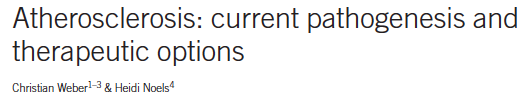 Atherosclerosis: current pathogenesis and
therapeutic options
Christian Weber1–3 & Heidi Noels4